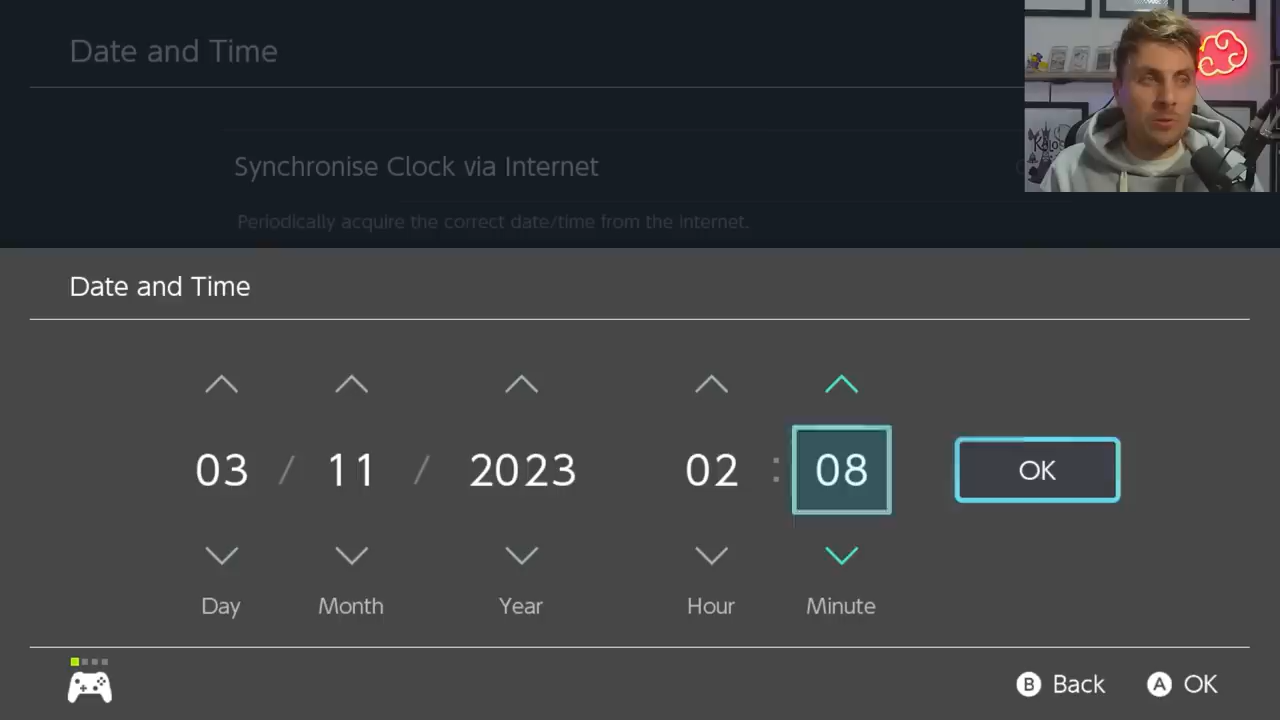 Date and Time
Synchronise Clock via Internet
Periodically acquire the correct date/time from the internet.
Date and Time
03 / 11 / 2023 02 : 08 OK
Day Month Year Hour Minute
B Back A OK